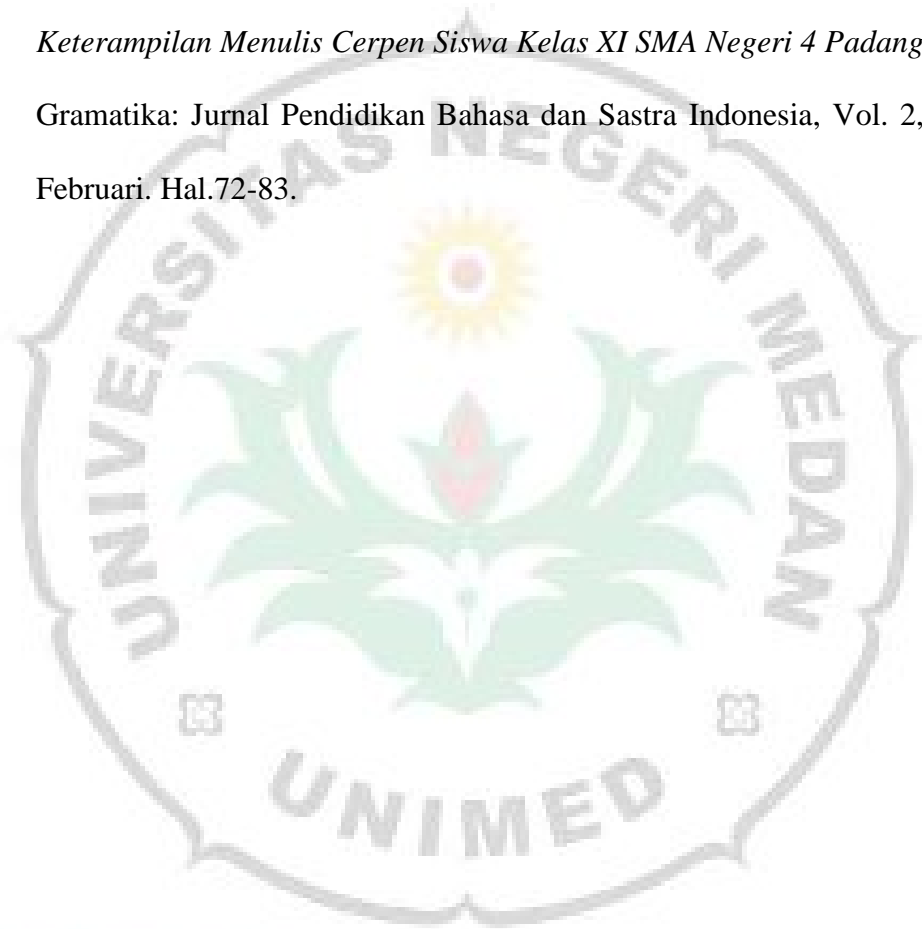 Keterampilan Menulis Cerpen Siswa Kelas XI SMA Negeri 4 Padang
Gramatika: Jurnal Pendidikan Bahasa dan Sastra Indonesia, Vol. 2,
Februari. Hal.72-83.
UNIVERSITAS NEGERI MEDAN
UNIMED